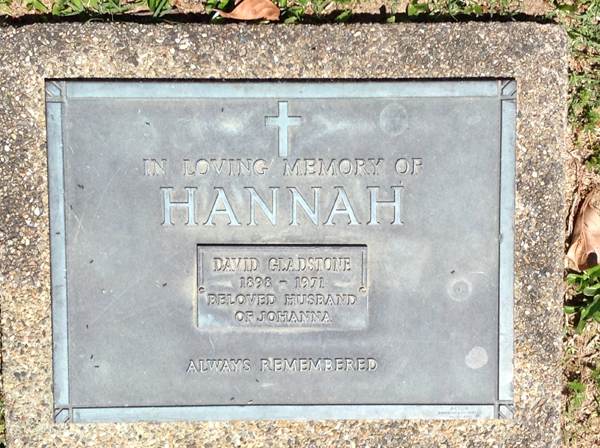 IN LOVING MEMORY OF
HANNAH
DAVID GLADSTONE
1898 - 1971
BELOVED HUSBAND
OF JOHANNA
ALWAYS REMEMBERED